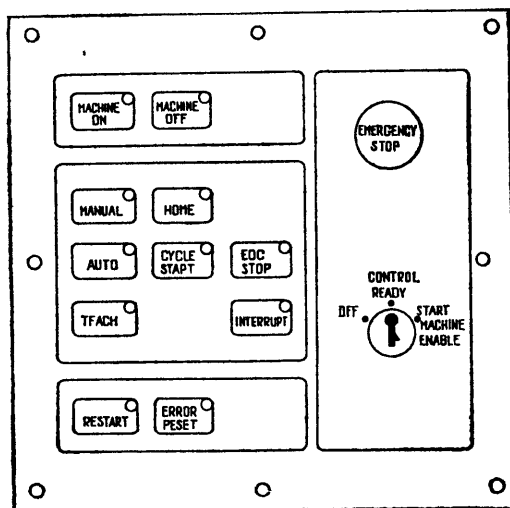 MACHINE
ON
MACHINE
OFF
EMERGENCY
STOP
MANUAL
HOME
AUTO
CYCLE
STAPT
EOC
STOP
TFACH
INTERRUPT
CONTROL
READY
OFF
START
MACHINE
ENABLE
RESTART
ERROR
PESET